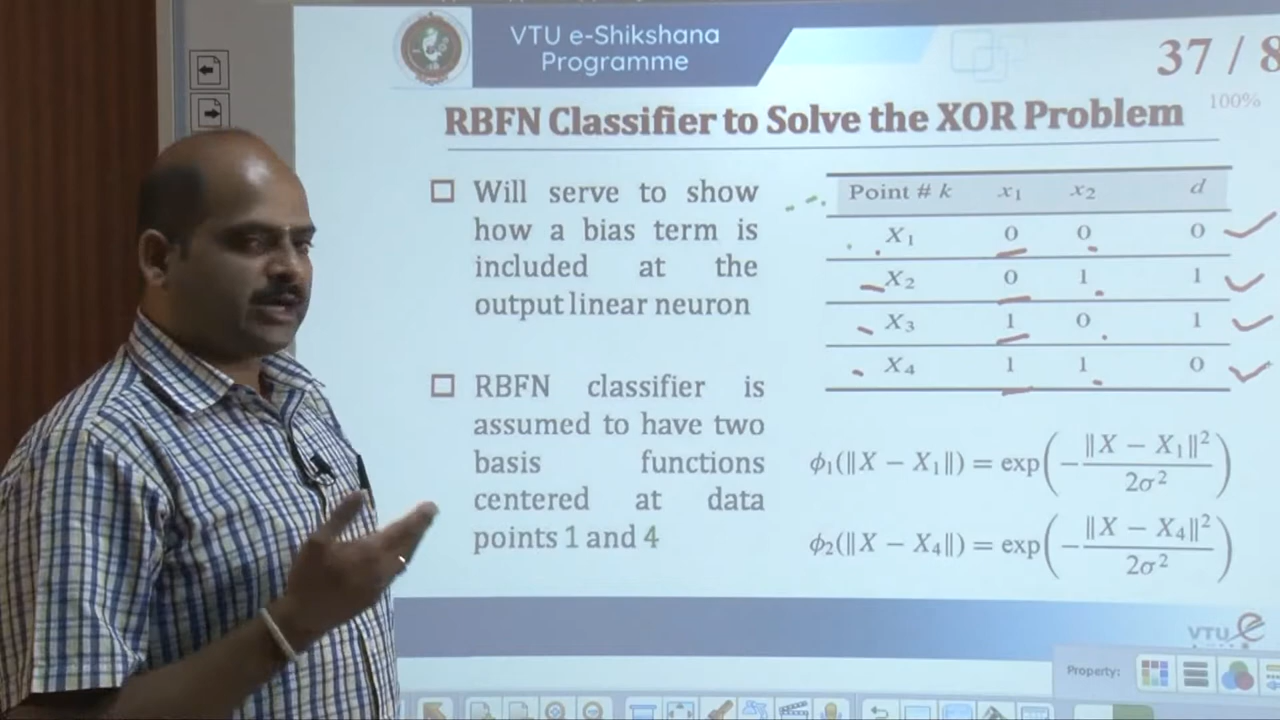 VTU e-Shikshana
Programme
37 / 8
100%
RBFN Classifier to Solve the XOR Problem
Will serve to show
how a bias term is
included at the
output linear neuron
RBFN classifier is
assumed to have two
basis functions
centered at data
points 1 and 4
Point # k x₁ x₂ d
X₁ 0 0 0
X₂ 0 1 1
X₃ 1 0 1
X₄ 1 1 0
ϕ₁(‖X − X₁‖) = exp(−‖X − X₁‖² / 2σ²)
ϕ₂(‖X − X₄‖) = exp(−‖X − X₄‖² / 2σ²)
VTU e
Property: